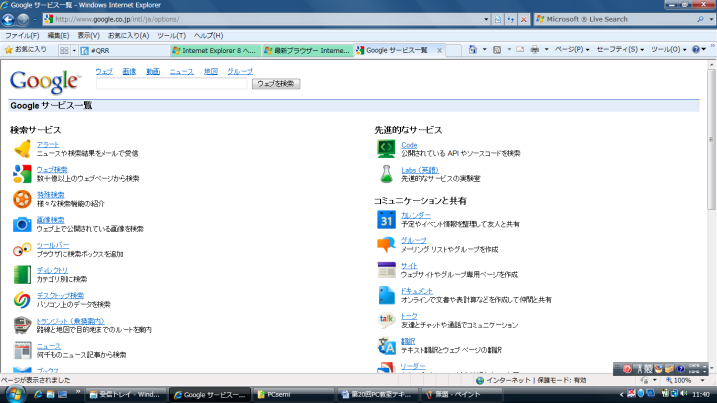 Google サービス一覧 - Windows Internet Explorer
http://www.google.co.jp/intl/ja/options/
Microsoft® Live Search
ファイル(F) 編集(E) 表示(V) お気に入り(A) ツール(T) ヘルプ(H)
お気に入り
#QRR
Internet Explorer 8 へ...
最新ブラウザー Interne...
Google サービス一覧
ページ(P) セーフティ(S) ツール(O)
Google
ウェブ 画像 動画 ニュース 地図 グループ
ウェブを検索
Google サービス一覧
検索サービス
アラート
ニュースや検索結果をメールで受信
ウェブ検索
数十億以上のウェブページから検索
特殊検索
様々な検索機能の紹介
画像検索
ウェブ上で公開されている画像を検索
ツールバー
ブラウザに検索ボックスを追加
ディレクトリ
カテゴリ別に検索
デスクトップ検索
パソコン上のデータを検索
トランジット (乗換案内)
路線と地図で目的地までのルートを案内
ニュース
何千ものニュース記事から検索
ブックス
先進的なサービス
Code
公開されている API やソースコードを検索
Labs (英語)
先進的なサービスの実験室
コミュニケーションと共有
31
カレンダー
予定やイベント情報を整理して友人と共有
グループ
メーリング リストやグループを作成
サイト
ウェブサイトやグループ専用ページを作成
ドキュメント
オンラインで文書や表計算などを作成して仲間と共有
talk
トーク
友達とチャットや通話でコミュニケーション
翻訳
テキスト翻訳とウェブ ページの翻訳
リーダー
ページが表示されました
インターネット | 保護モード: 有効
100%
受信トレイ - Wind...
Google サービス一...
PCsemi
第20回PC教室テキ...
無題 - ペイント
11:40